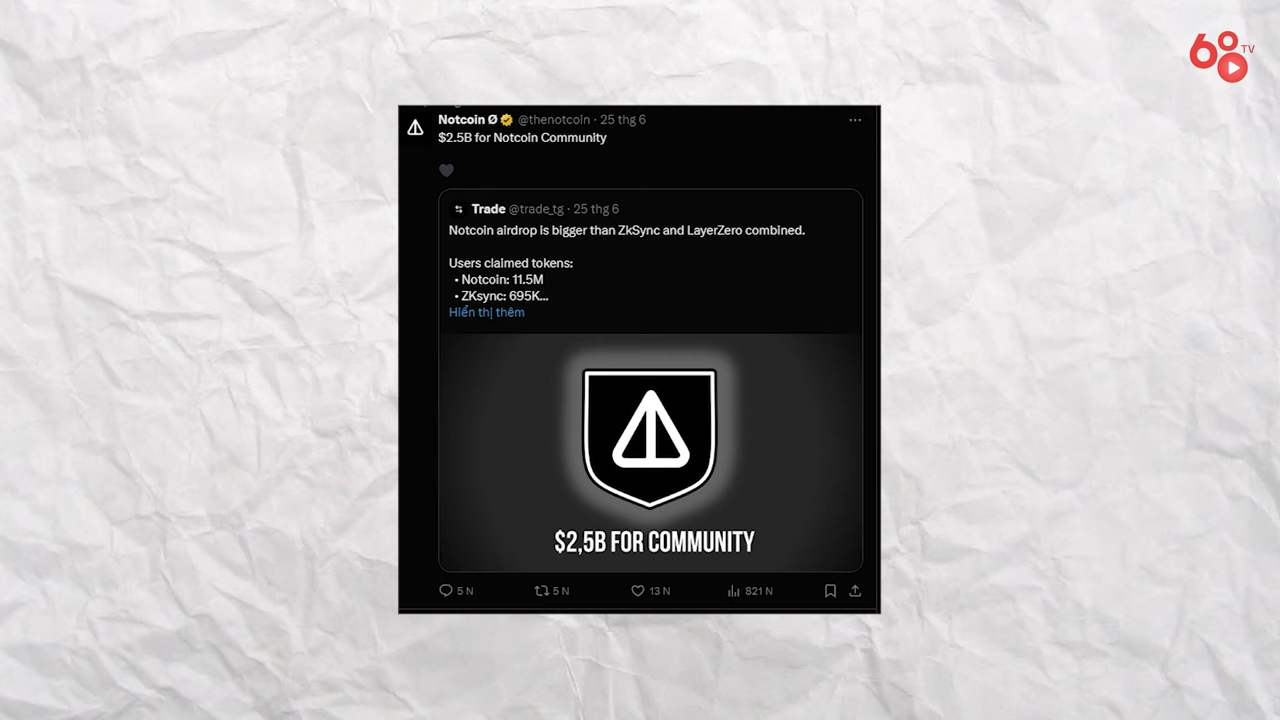 68 TV
Notcoin Ø @thenotcoin · 25 thg 6
$2.5B for Notcoin Community
Trade @trade_tg · 25 thg 6
Notcoin airdrop is bigger than ZkSync and LayerZero combined.
Users claimed tokens:
• Notcoin: 11.5M
• ZKsync: 695K...
Hiển thị thêm
$2,5B FOR COMMUNITY
5 N 5 N 13 N 821 N